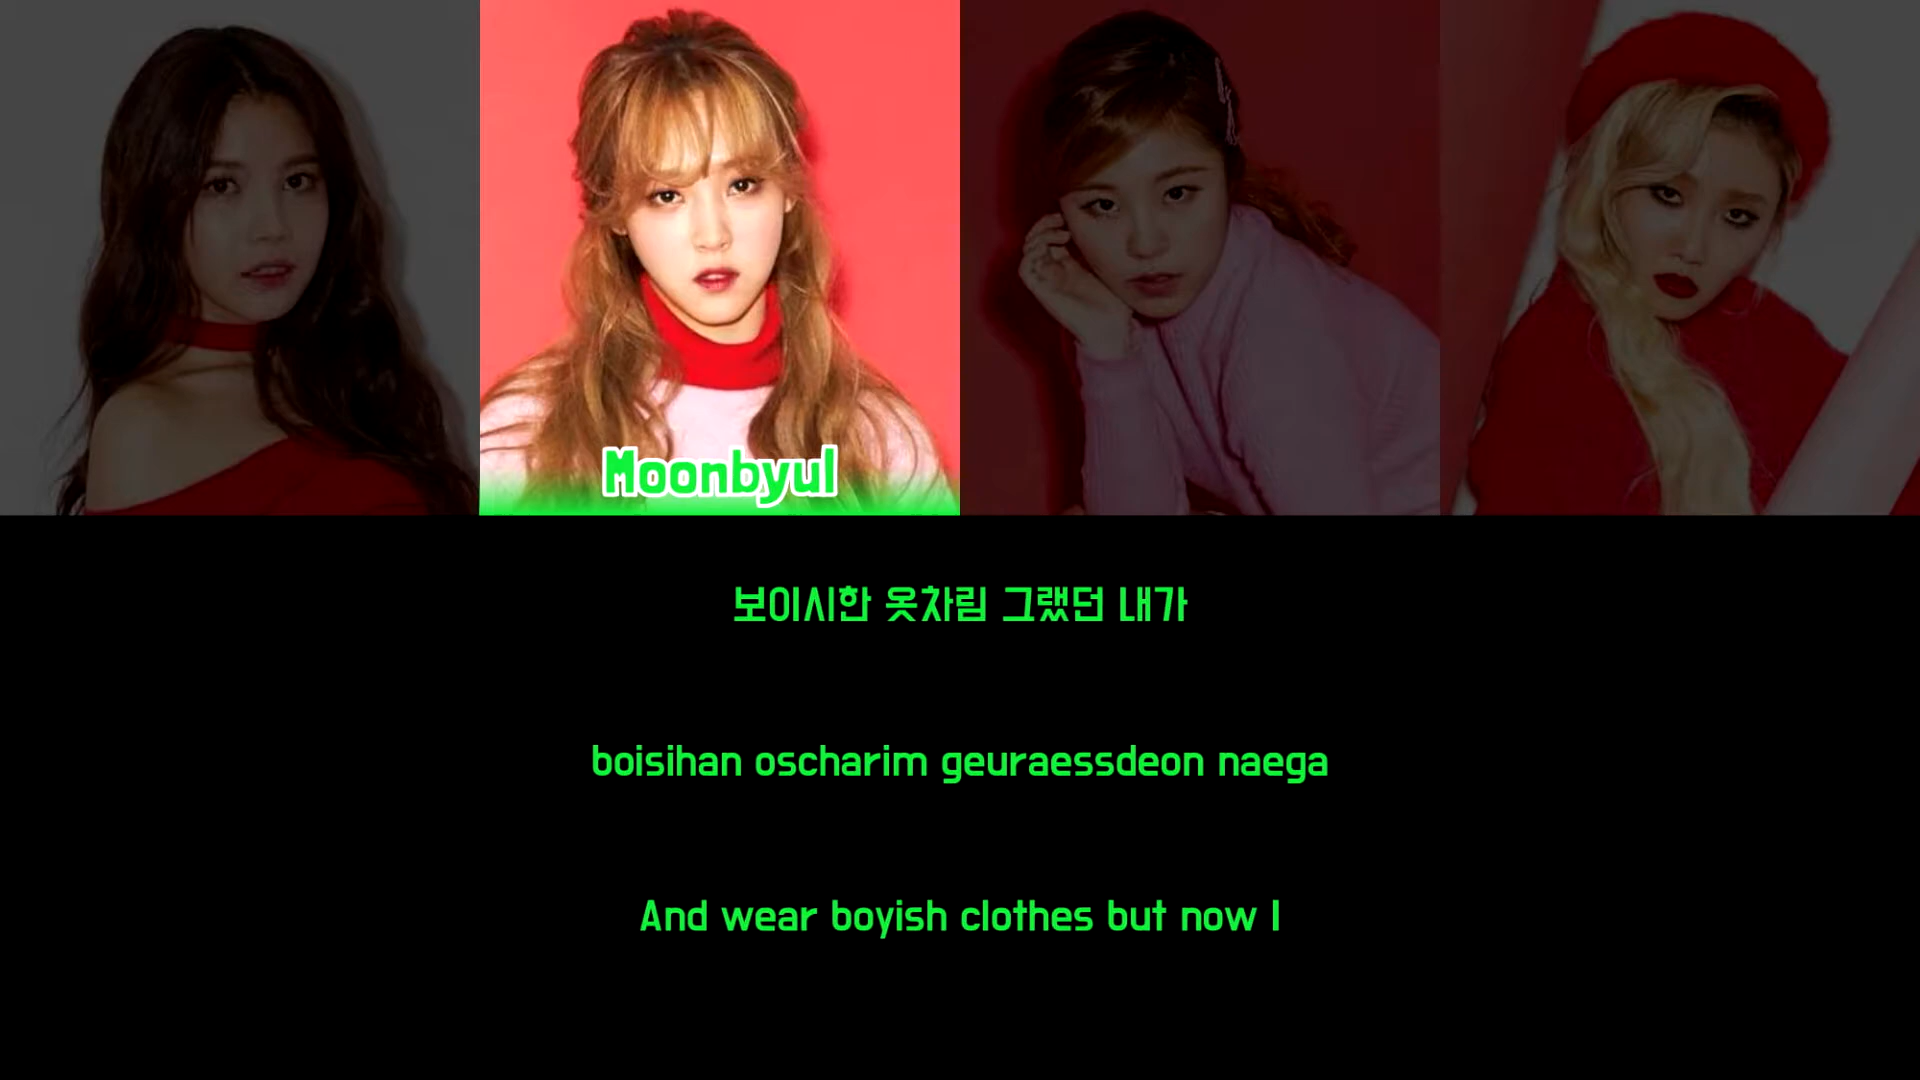 Moonbyul
보이시한 옷차림 그랬던 내가
boisihan oscharim geuraessdeon naega
And wear boyish clothes but now I